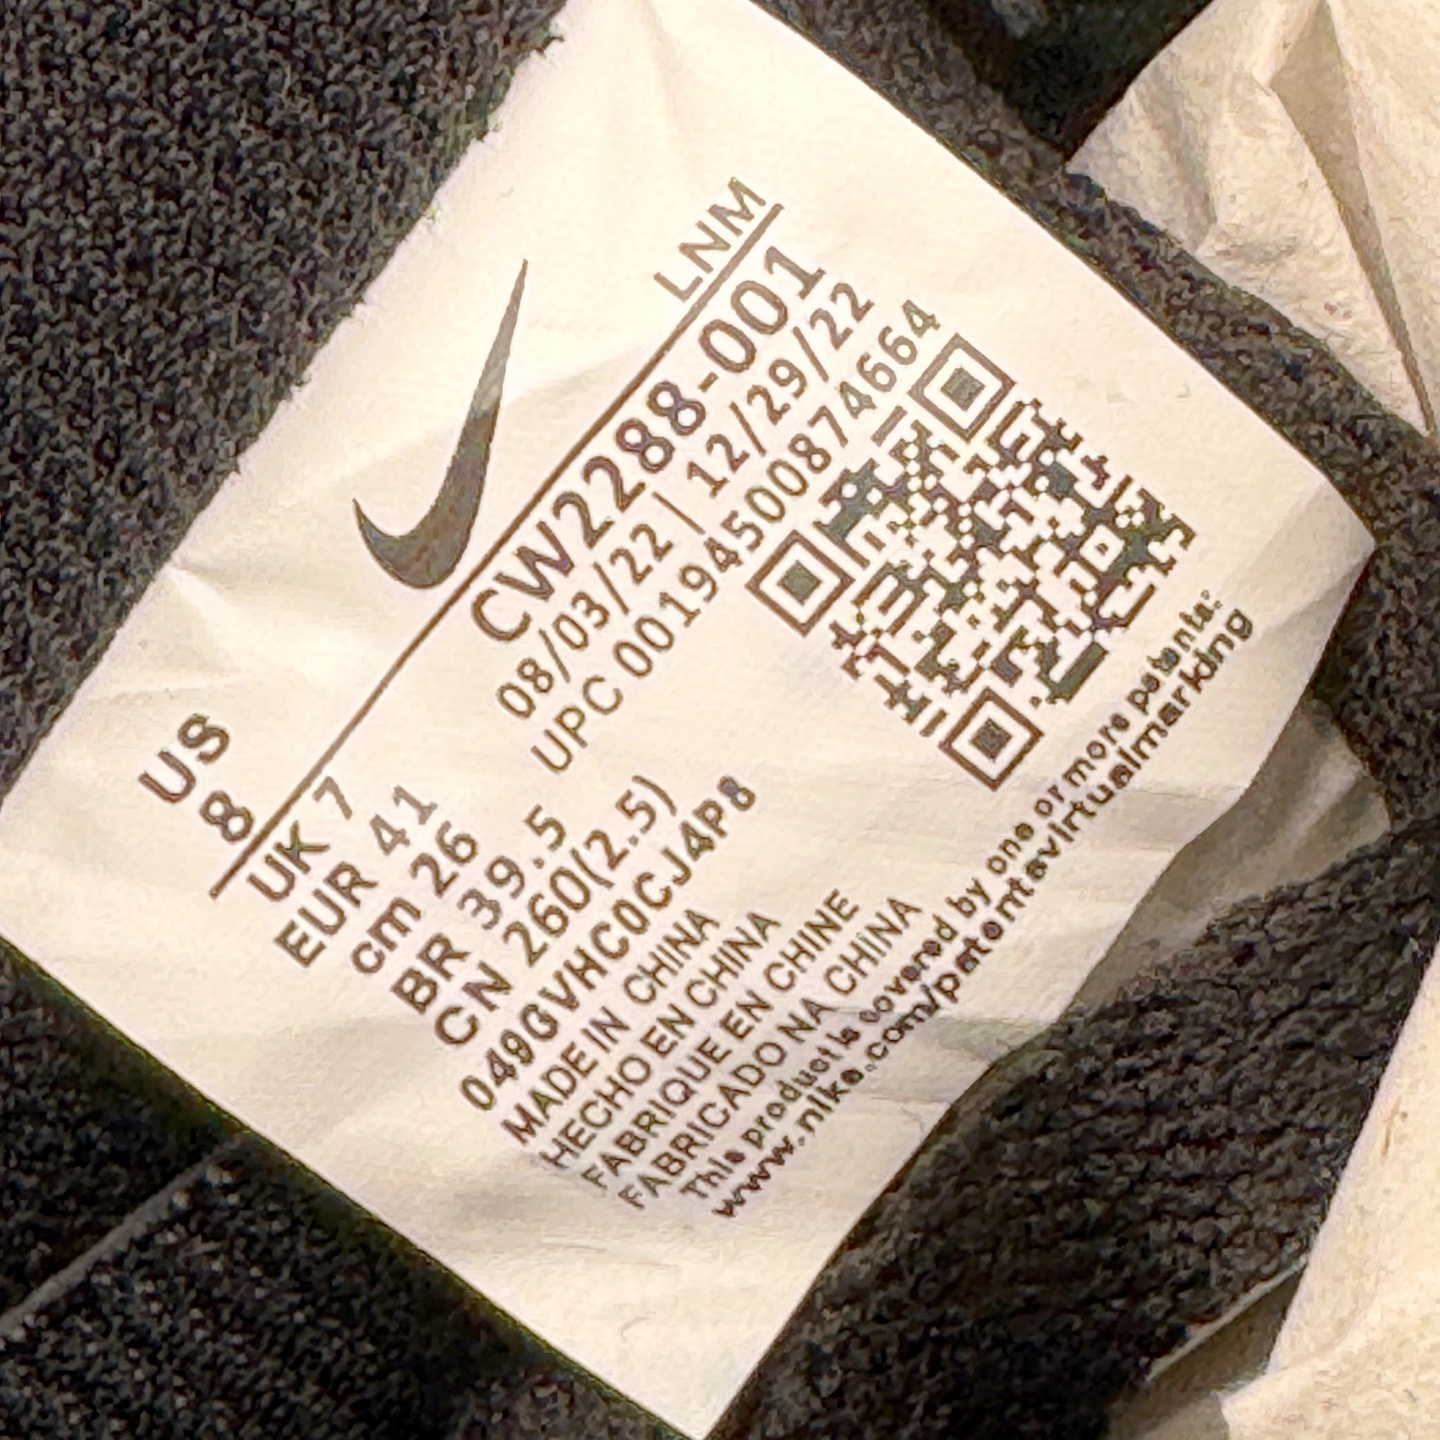 LNM
US
8
CW2288-001
08/03/22 | 12/29/22
UPC 00194500874664
UK 7
EUR 41
cm 26
BR 39.5
CN 260(2.5)
049GVHC0CJ4P8
MADE IN CHINA
HECHO EN CHINA
FABRIQUE EN CHINE
FABRICADO NA CHINA
This product is covered by one or more patents:
www.nike.com/patentsvirtualmarking